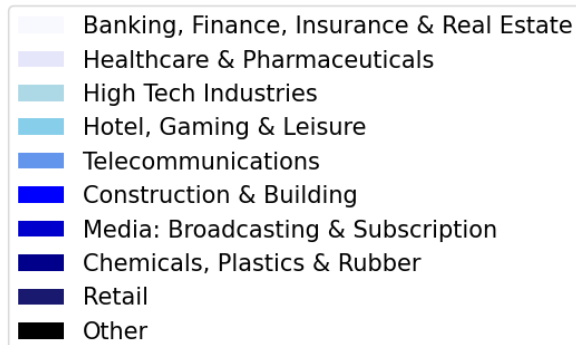 Banking, Finance, Insurance & Real Estate
Healthcare & Pharmaceuticals
High Tech Industries
Hotel, Gaming & Leisure
Telecommunications
Construction & Building
Media: Broadcasting & Subscription
Chemicals, Plastics & Rubber
Retail
Other